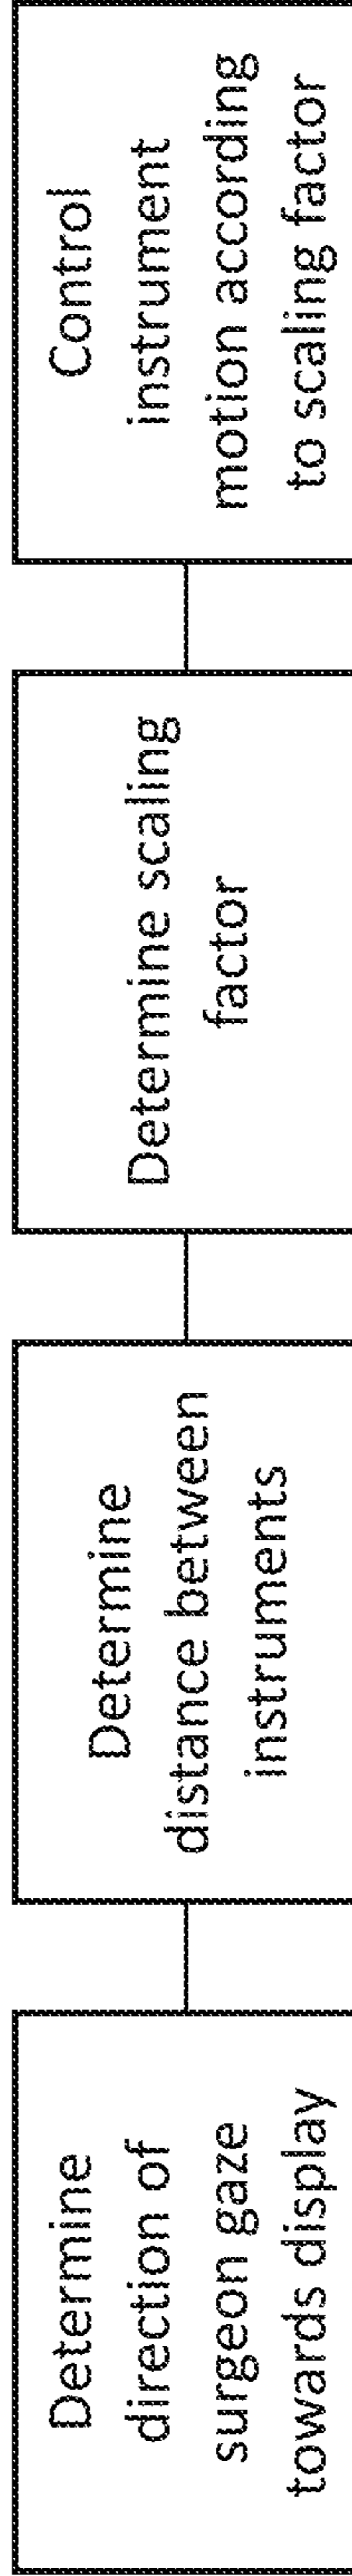 Determine
direction of
surgeon gaze
towards display
Determine
distance between
instruments
Determine scaling
factor
Control
instrument
motion according
to scaling factor